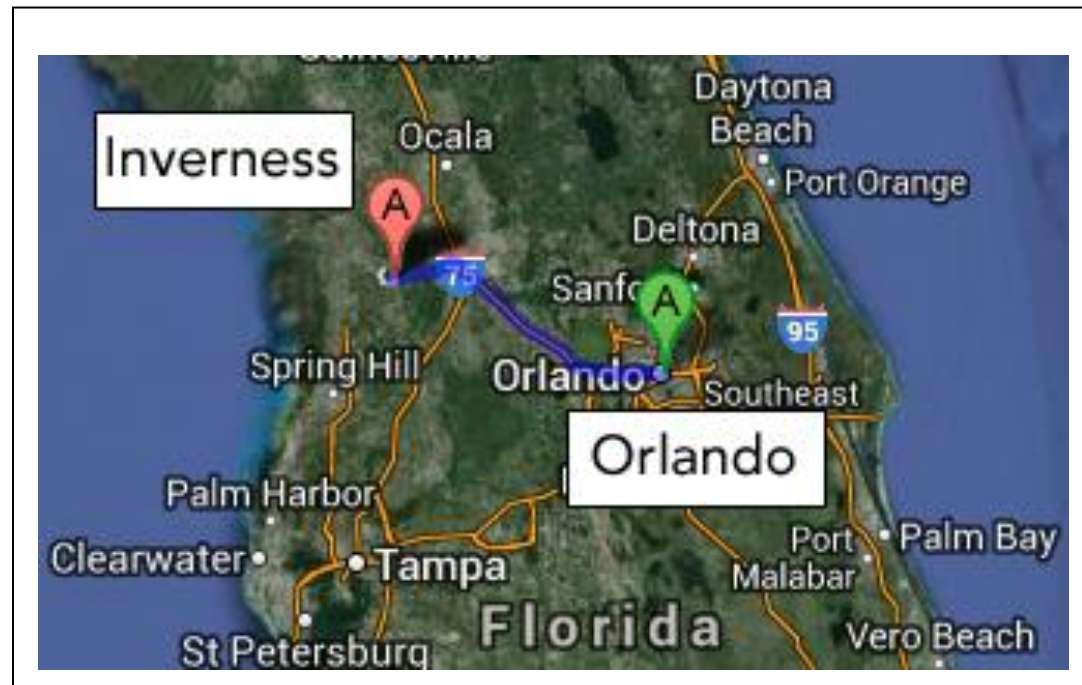 Inverness
Ocala
Daytona
Beach
Port Orange
Deltona
A
75
A
95
Spring Hill
Orlando
Southeast
Orlando
Palm Harbor
Clearwater
Tampa
Port
Malabar
Palm Bay
Florida
St Petersburg
Vero Beach